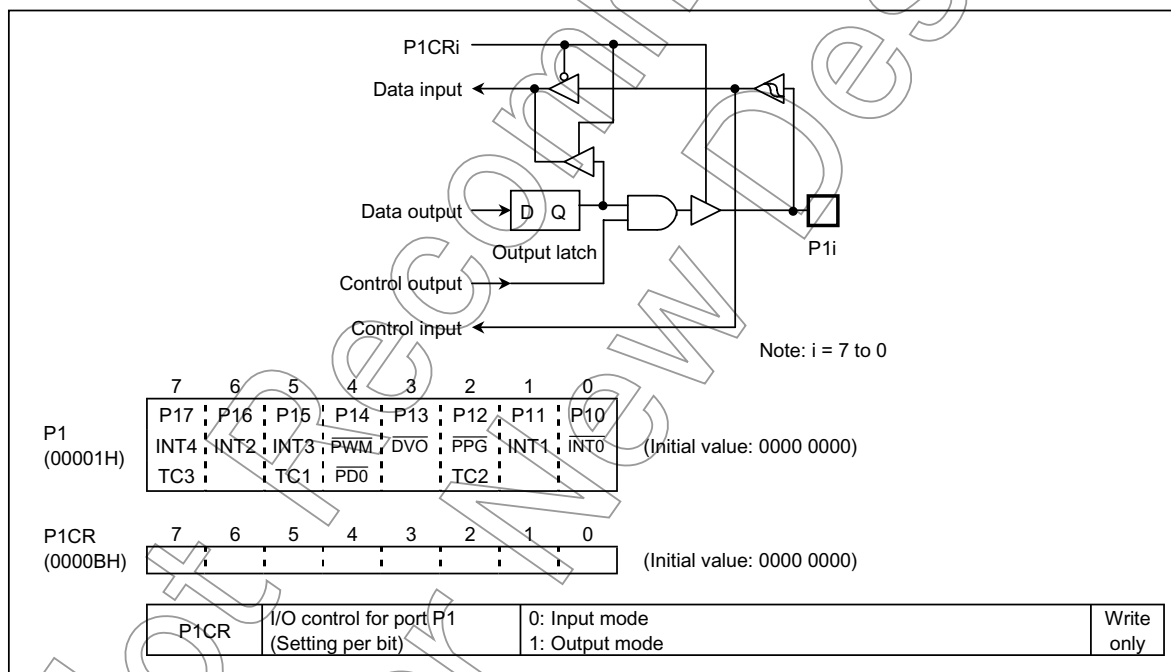 P1CRi
Data input
Data output
D Q
Output latch
P1i
Control output
Control input
Note: i = 7 to 0
7 6 5 4 3 2 1 0
P1
(00001H)
P17 P16 P15 P14 P13 P12 P11 P10
INT4 INT2 INT3 PWM DVO PPG INT1 INT0
TC3 TC1 PD0 TC2
(Initial value: 0000 0000)
P1CR
(0000BH)
7 6 5 4 3 2 1 0
(Initial value: 0000 0000)
P1CR
I/O control for port P1
(Setting per bit)
0: Input mode
1: Output mode
Write
only
Not Recomm
r New Des